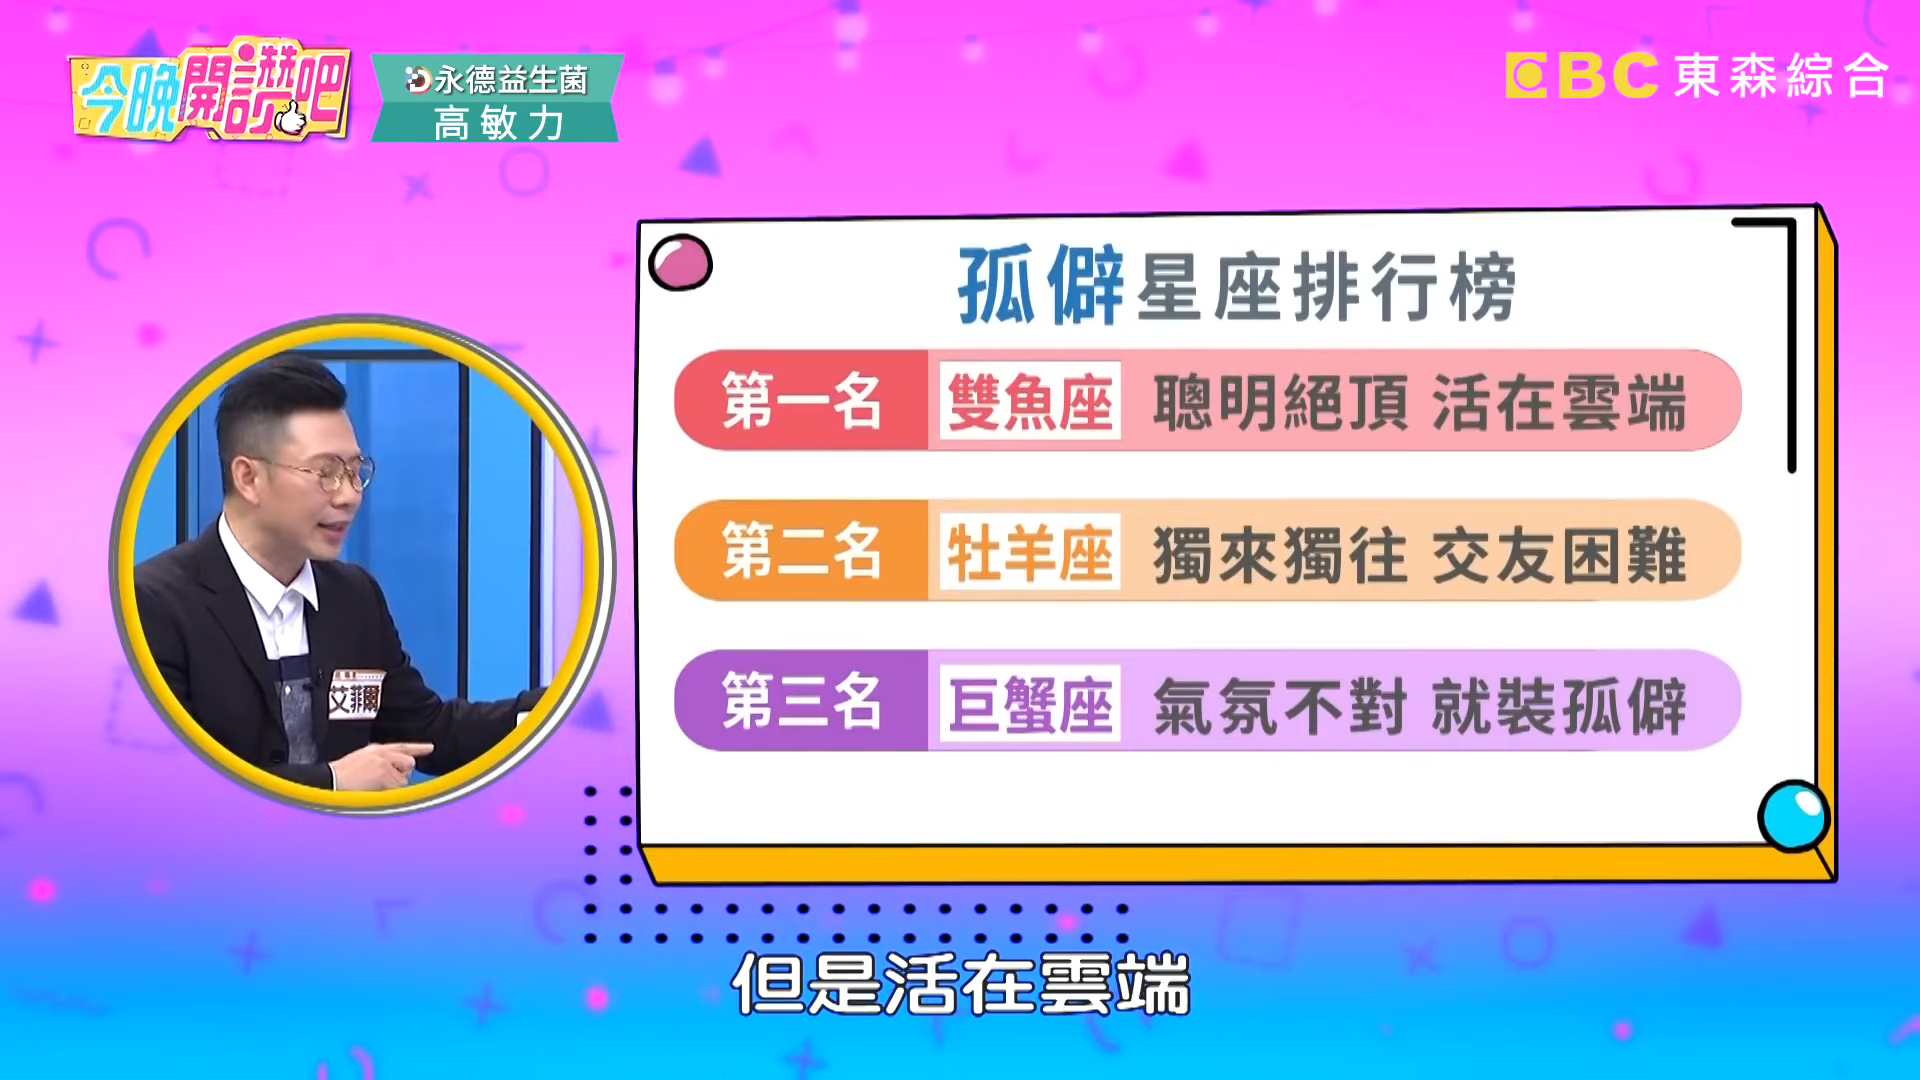 今晚開讚吧
永德益生菌
高敏力
EBC 東森綜合
孤僻星座排行榜
第一名 雙魚座 聰明絕頂 活在雲端
第二名 牡羊座 獨來獨往 交友困難
第三名 巨蟹座 氣氛不對 就裝孤僻
艾菲爾
但是活在雲端